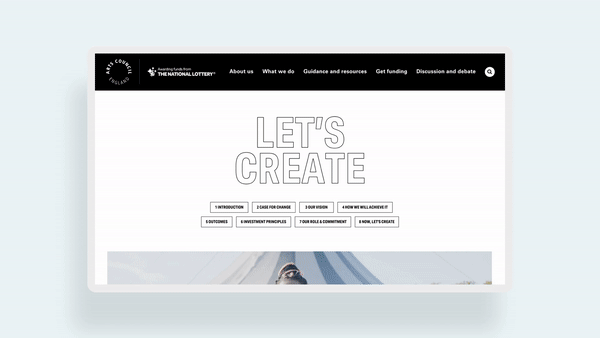 ARTS COUNCIL
ENGLAND
Awarding funds from
THE NATIONAL LOTTERY
About us
What we do
Guidance and resources
Get funding
Discussion and debate
LET'S
CREATE
1 INTRODUCTION
2 CASE FOR CHANGE
3 OUR VISION
4 HOW WE WILL ACHIEVE IT
5 OUTCOMES
6 INVESTMENT PRINCIPLES
7 OUR ROLE & COMMITMENT
8 NOW, LET'S CREATE